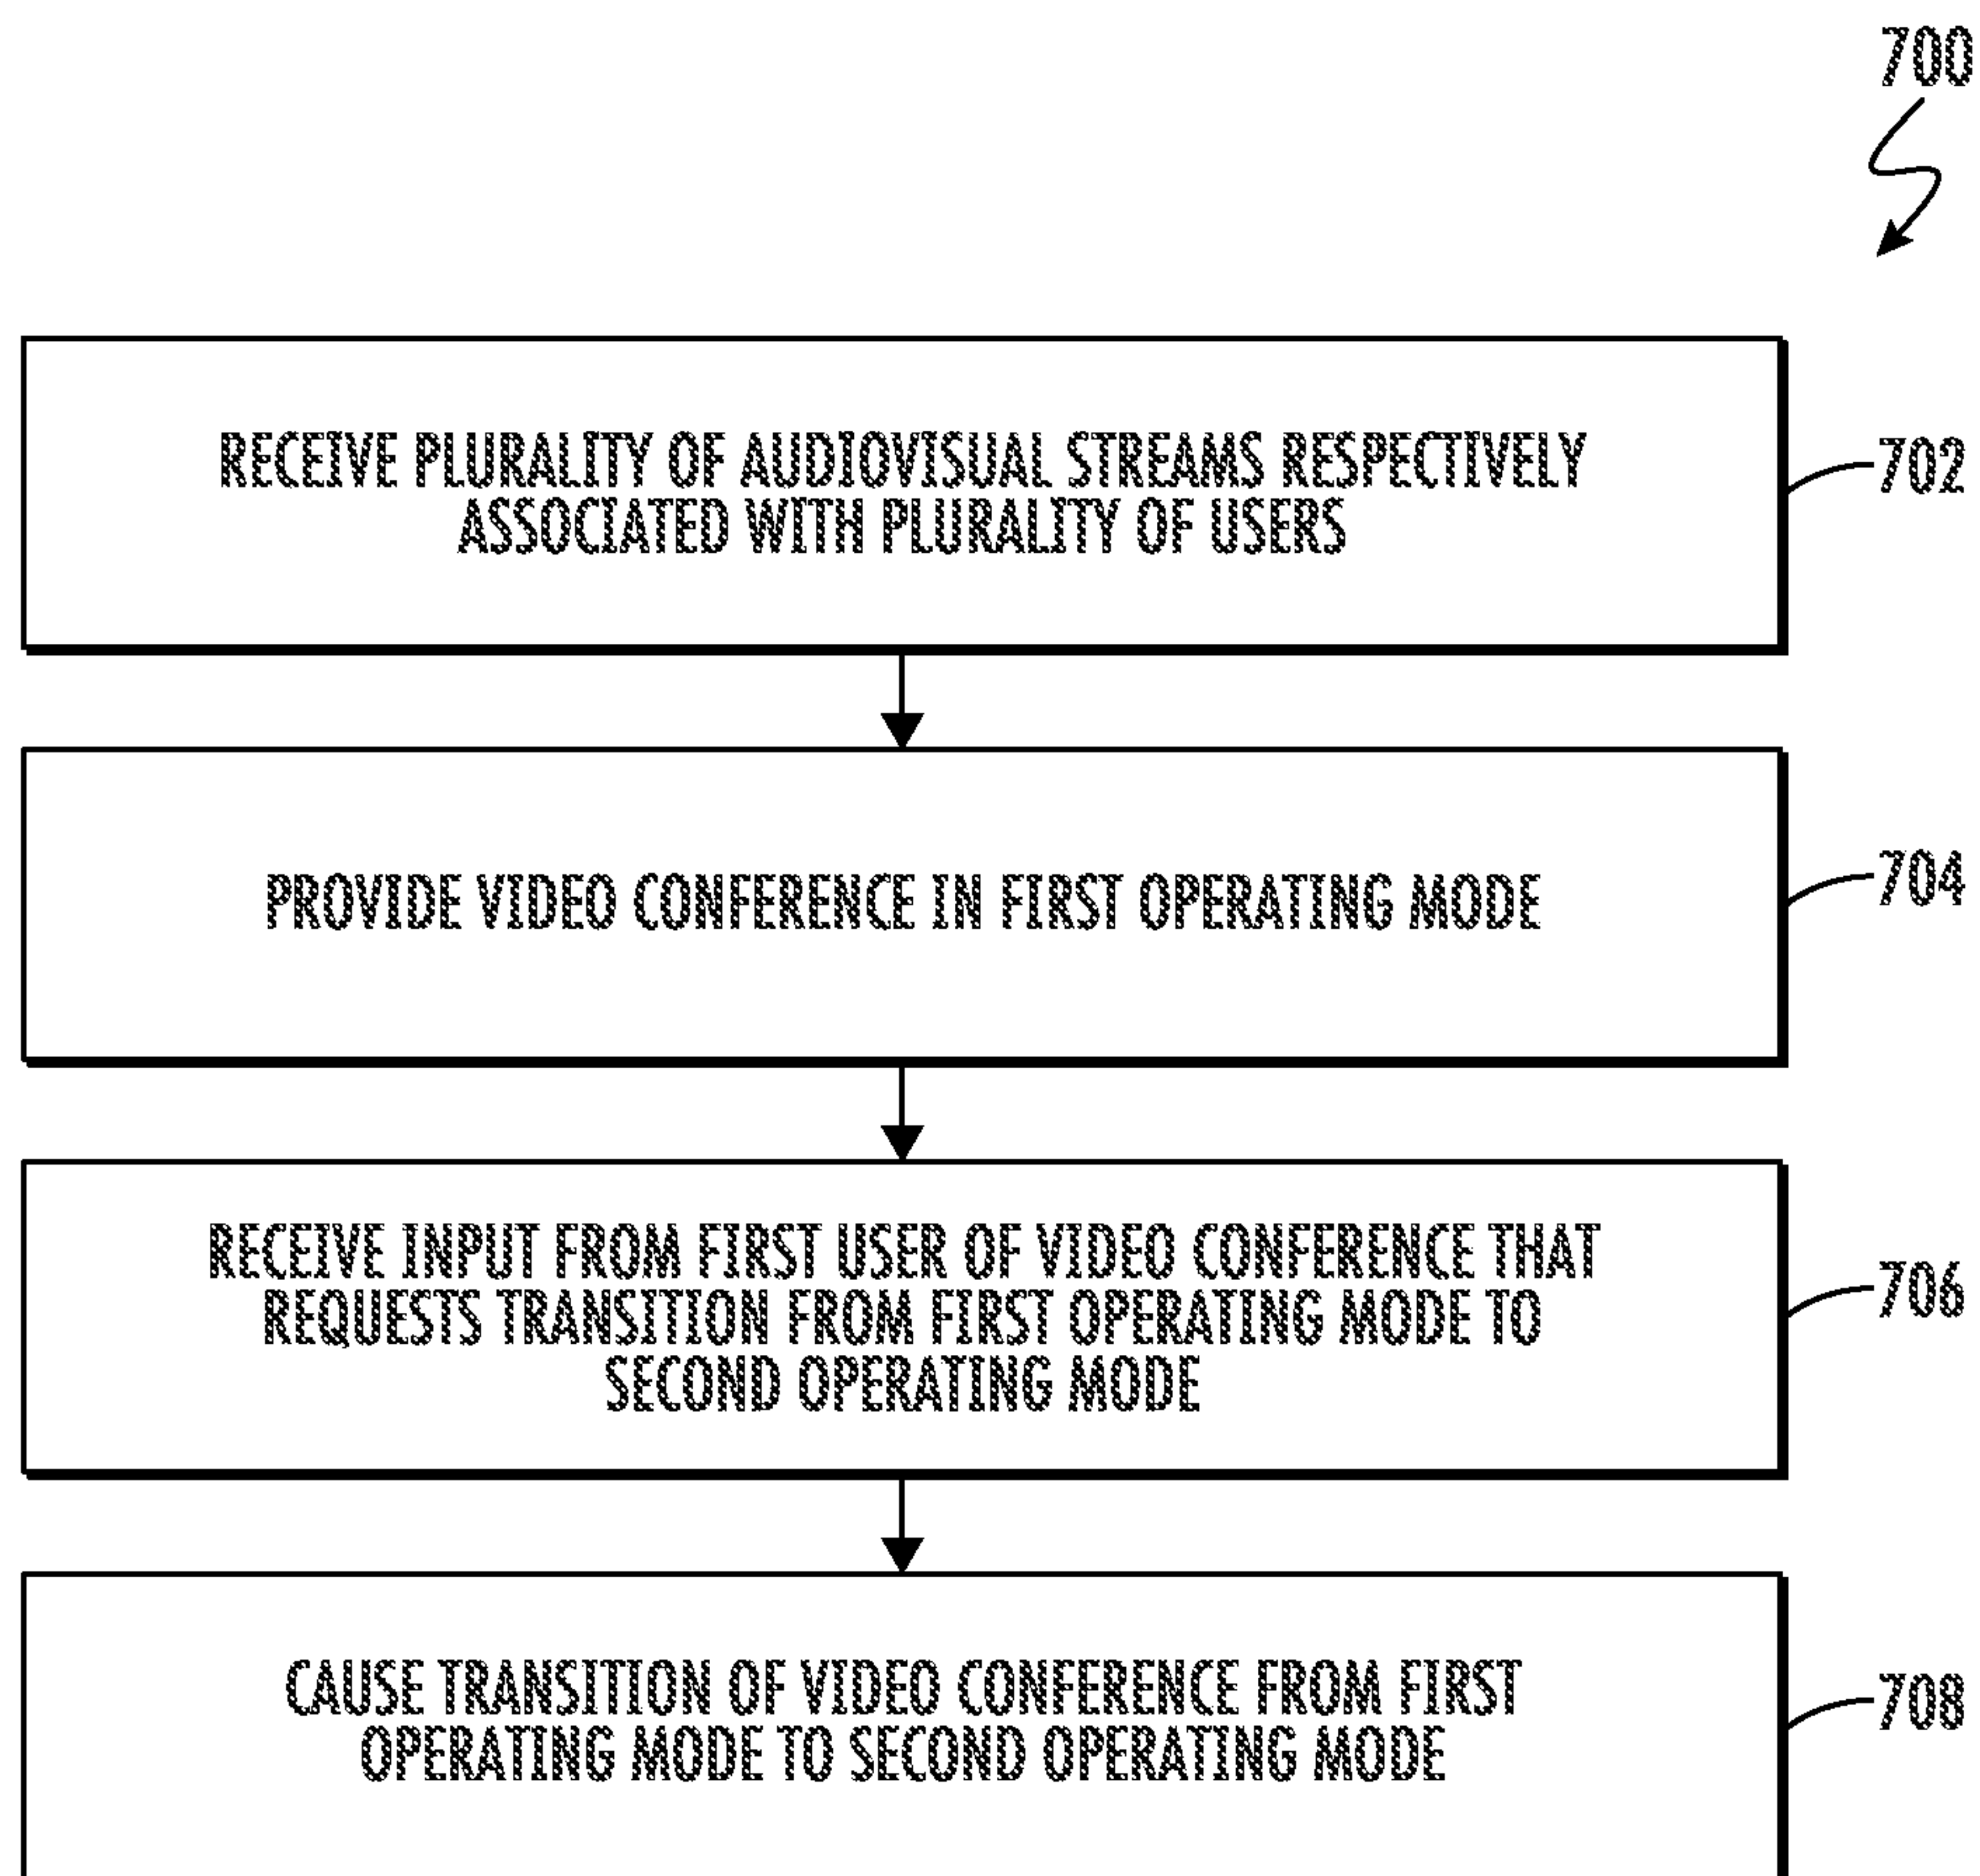 700
RECEIVE PLURALITY OF AUDIOVISUAL STREAMS RESPECTIVELY
ASSOCIATED WITH PLURALITY OF USERS
702
PROVIDE VIDEO CONFERENCE IN FIRST OPERATING MODE
704
RECEIVE INPUT FROM FIRST USER OF VIDEO CONFERENCE THAT
REQUESTS TRANSITION FROM FIRST OPERATING MODE TO
SECOND OPERATING MODE
706
CAUSE TRANSITION OF VIDEO CONFERENCE FROM FIRST
OPERATING MODE TO SECOND OPERATING MODE
708